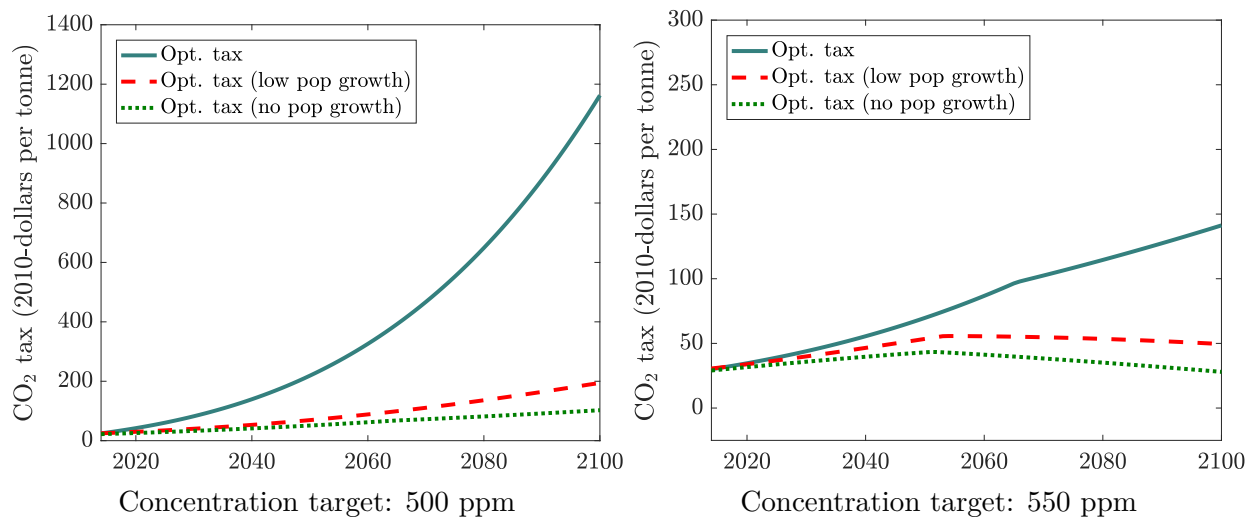 CO₂ tax (2010-dollars per tonne)
1400
1200
1000
800
600
400
200
0
Opt. tax
Opt. tax (low pop growth)
Opt. tax (no pop growth)
2020 2040 2060 2080 2100
Concentration target: 500 ppm
CO₂ tax (2010-dollars per tonne)
300
250
200
150
100
50
0
Opt. tax
Opt. tax (low pop growth)
Opt. tax (no pop growth)
2020 2040 2060 2080 2100
Concentration target: 550 ppm